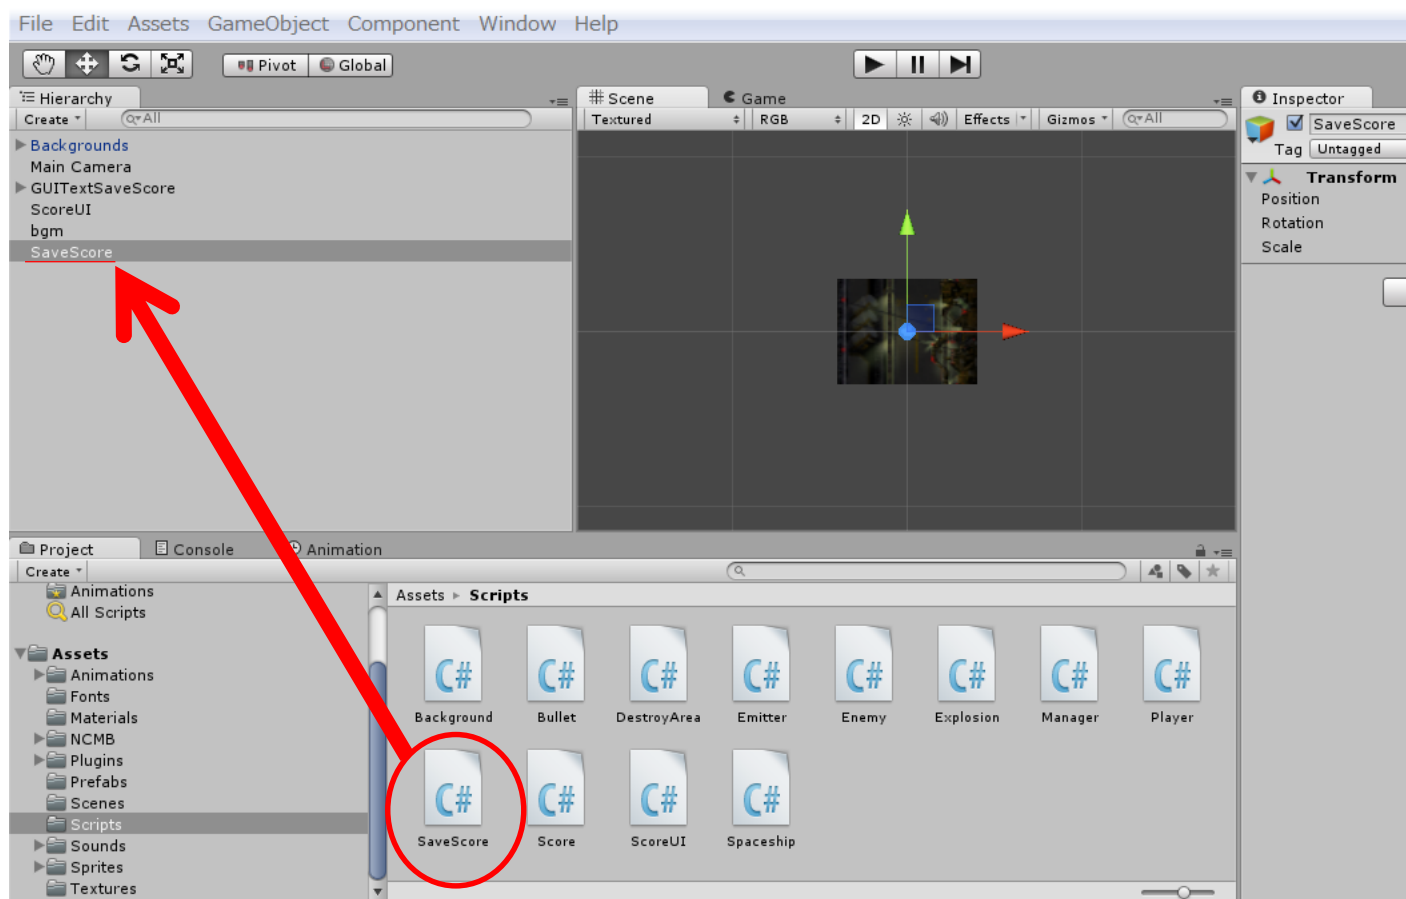 File Edit Assets GameObject Component Window Help
Pivot Global
Hierarchy
Create All
Backgrounds
Main Camera
GUITextSaveScore
ScoreUI
bgm
SaveScore
Scene Game
Textured RGB 2D Effects Gizmos All
Inspector
SaveScore
Tag Untagged
Transform
Position
Rotation
Scale
Project Console Animation
Create
Animations
All Scripts
Assets
Animations
Fonts
Materials
NCMB
Plugins
Prefabs
Scenes
Scripts
Sounds
Sprites
Textures
Assets Scripts
C# C# C# C# C# C# C# C#
Background Bullet DestroyArea Emitter Enemy Explosion Manager Player
C# C# C# C#
SaveScore Score ScoreUI Spaceship